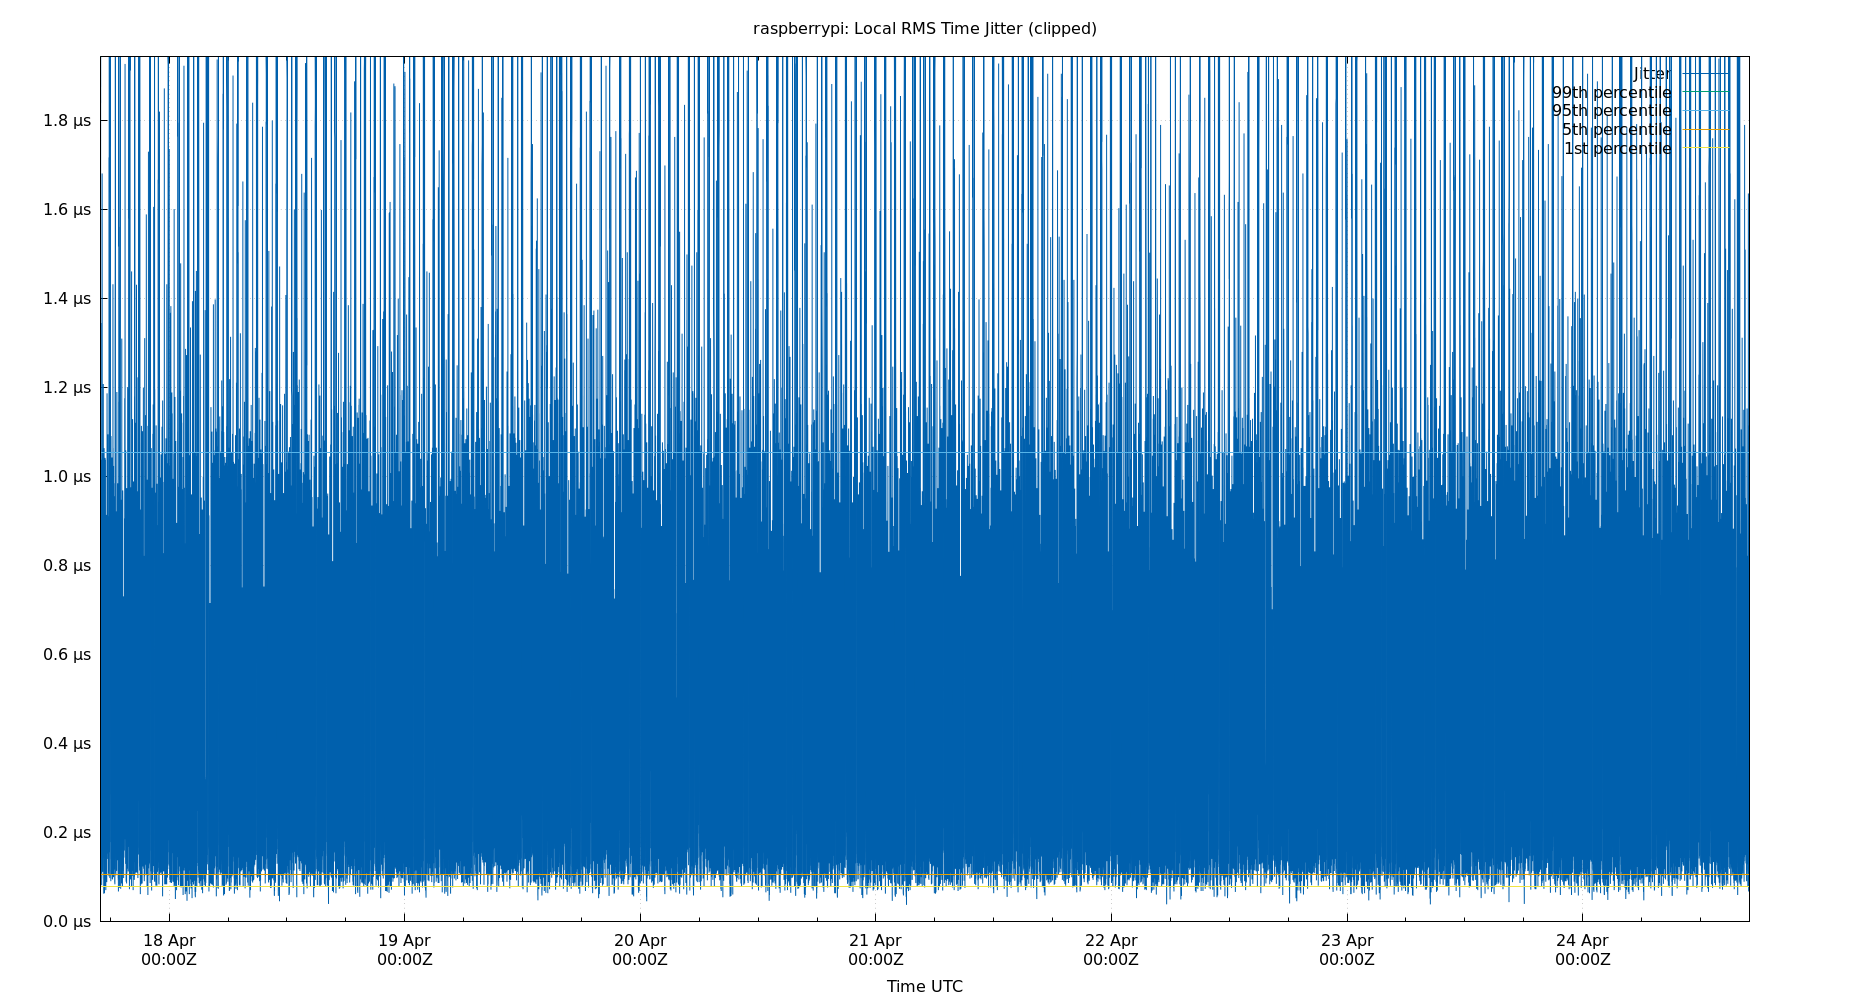 raspberrypi: Local RMS Time Jitter (clipped)
Jitter
99th percentile
95th percentile
5th percentile
1st percentile
1.8 µs
1.6 µs
1.4 µs
1.2 µs
1.0 µs
0.8 µs
0.6 µs
0.4 µs
0.2 µs
0.0 µs
18 Apr 19 Apr 20 Apr 21 Apr 22 Apr 23 Apr 24 Apr
00:00Z 00:00Z 00:00Z 00:00Z 00:00Z 00:00Z 00:00Z
Time UTC